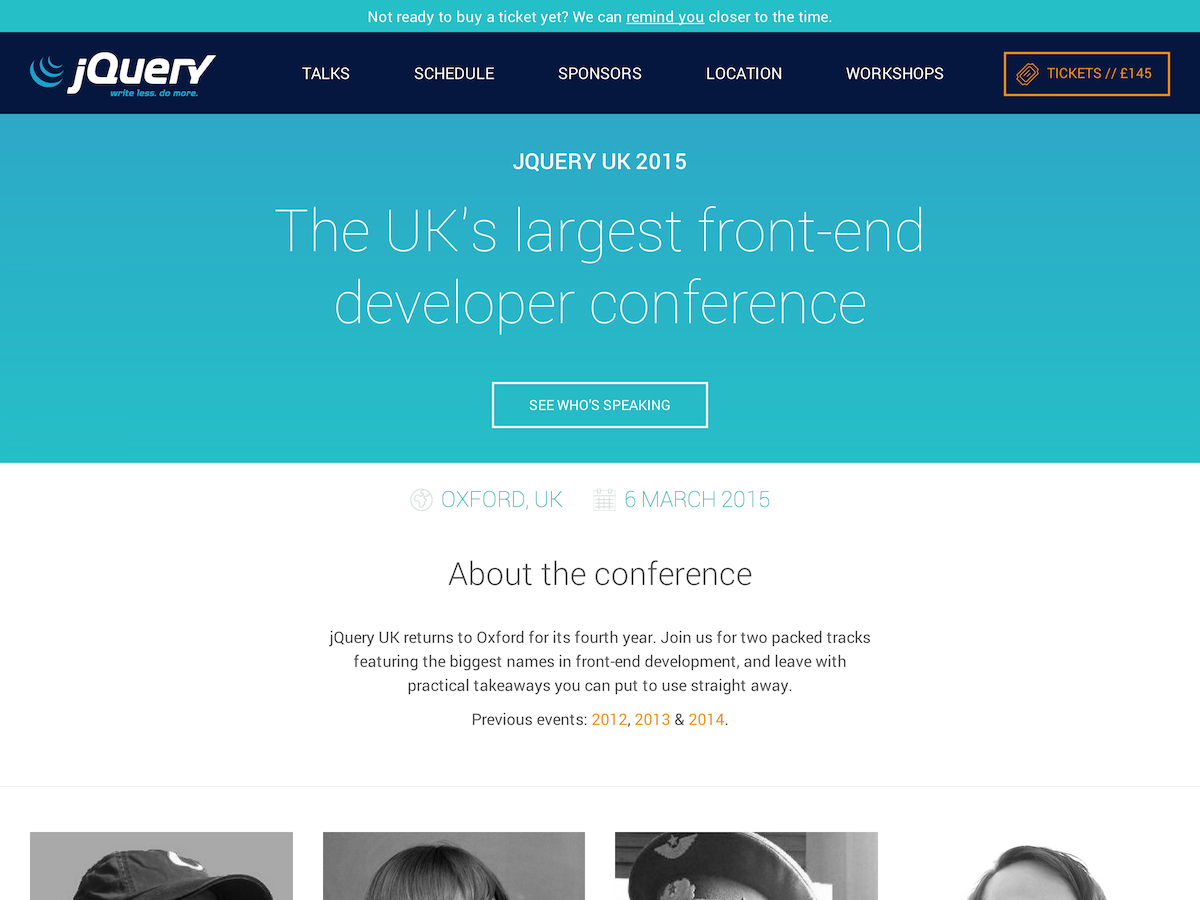 Not ready to buy a ticket yet? We can remind you closer to the time.
jQuery
write less. do more.
TALKS
SCHEDULE
SPONSORS
LOCATION
WORKSHOPS
TICKETS // £145
JQUERY UK 2015
The UK's largest front-end
developer conference
SEE WHO'S SPEAKING
OXFORD, UK
6 MARCH 2015
About the conference
jQuery UK returns to Oxford for its fourth year. Join us for two packed tracks
featuring the biggest names in front-end development, and leave with
practical takeaways you can put to use straight away.
Previous events: 2012, 2013 & 2014.